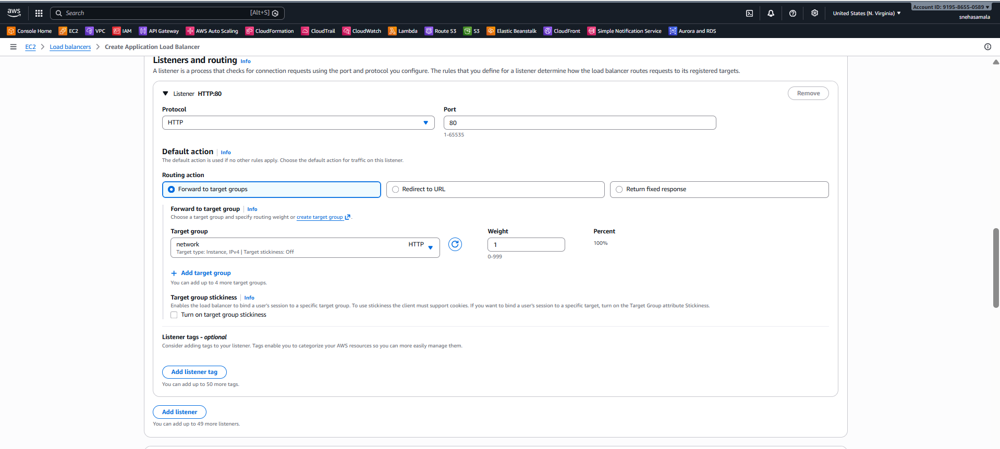 aws
Search [Alt+S]
United States (N. Virginia) ▼
Account ID: 9195-8655-0589 ▼
snehasamala
Console Home EC2 VPC IAM API Gateway AWS Auto Scaling CloudFormation CloudTrail CloudWatch Lambda Route 53 S3 Elastic Beanstalk CloudFront Simple Notification Service Aurora and RDS
EC2 > Load balancers > Create Application Load Balancer
Listeners and routing Info
A listener is a process that checks for connection requests using the port and protocol you configure. The rules that you define for a listener determine how the load balancer routes requests to its registered targets.
▼ Listener HTTP:80
Remove
Protocol
HTTP
Port
80
1-65535
Default action | Info
The default action is used if no other rules apply. Choose the default action for traffic on this listener.
Routing action
Forward to target groups
Redirect to URL
Return fixed response
Forward to target group | Info
Choose a target group and specify routing weight or create target group .
Target group
network HTTP
Target type: Instance, IPv4 | Target stickiness: Off
Weight
1
0-999
Percent
100%
+ Add target group
You can add up to 4 more target groups.
Target group stickiness | Info
Enables the load balancer to bind a user's session to a specific target group. To use stickiness the client must support cookies. If you want to bind a user's session to a specific target, turn on the Target Group attribute Stickiness.
Turn on target group stickiness
Listener tags - optional
Consider adding tags to your listener. Tags enable you to categorize your AWS resources so you can more easily manage them.
Add listener tag
You can add up to 50 more tags.
Add listener
You can add up to 49 more listeners.